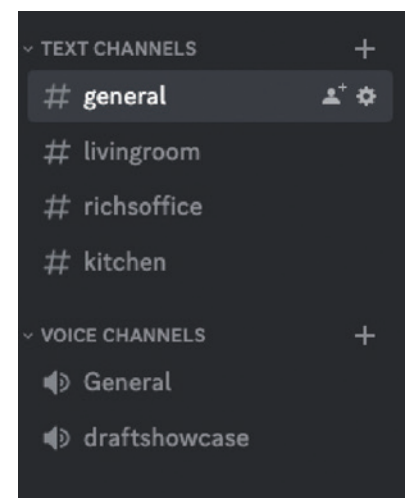 TEXT CHANNELS
# general
# livingroom
# richsoffice
# kitchen
VOICE CHANNELS
General
draftshowcase